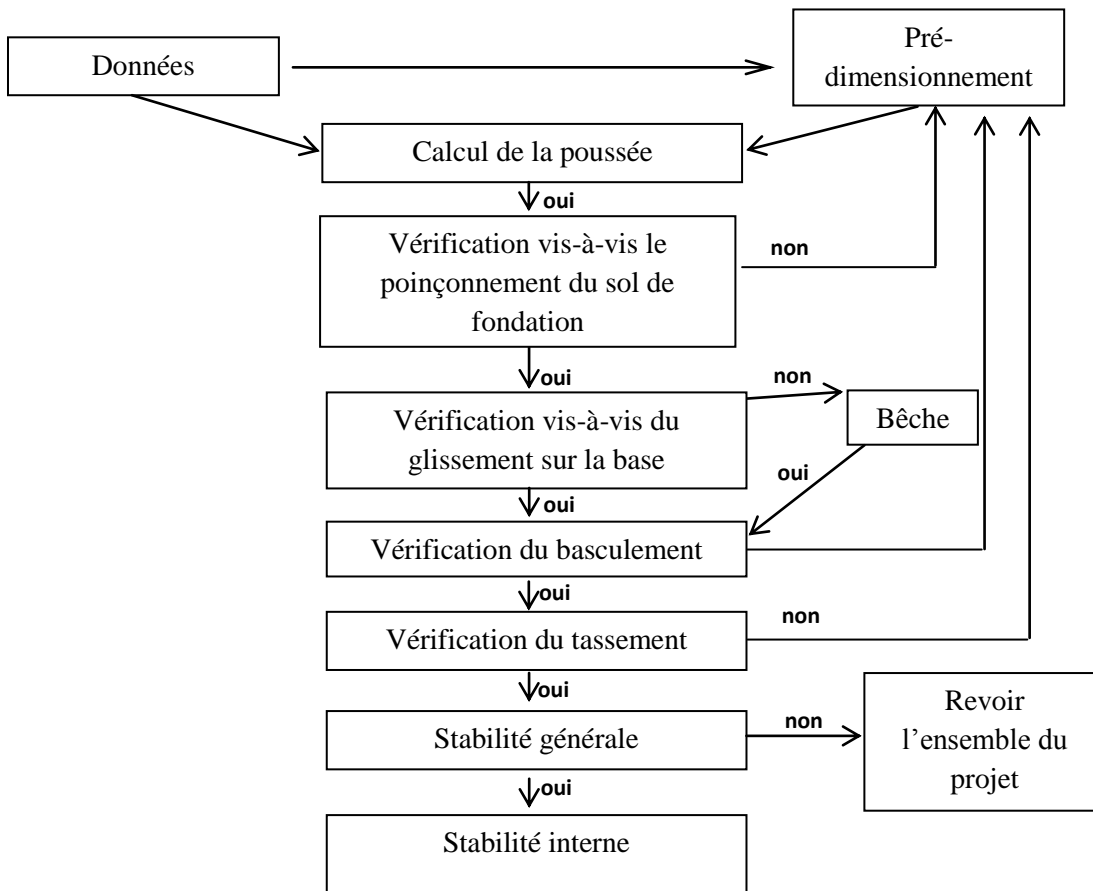 Données
Pré-
dimensionnement
Calcul de la poussée
oui
Vérification vis-à-vis le
poinçonnement du sol de
fondation
non
oui
non
Vérification vis-à-vis du
glissement sur la base
Bêche
oui
oui
Vérification du basculement
oui
Vérification du tassement
non
oui
Stabilité générale
non
Revoir
l'ensemble du
projet
oui
Stabilité interne